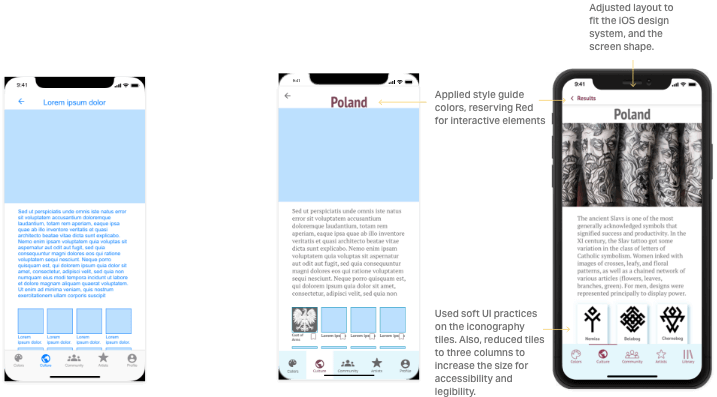 Adjusted layout to
fit the iOS design
system, and the
screen shape.
9:41
Lorem ipsum dolor
Sed ut perspiciatis unde omnis iste natus error
sit voluptatem accusantium doloremque
laudantium, totam rem aperiam, eaque ipsa
quae ab illo inventore veritatis et quasi
architecto beatae vitae dicta sunt explicabo.
Nemo enim ipsam voluptatem quia voluptas sit
aspernatur aut odit aut fugit, sed quia
consequuntur magni dolores eos qui ratione
voluptatem sequi nesciunt. Neque porro
quisquam est, qui dolorem ipsum quia dolor sit
amet, consectetur, adipisci velit, sed quia non
numquam eius modi tempora incidunt ut labore
et dolore magnam aliquam quaerat voluptatem.
Ut enim ad minima veniam, quis nostrum
exercitationem ullam corporis suscipit
Lorem ipsum
Lorem ipsum
Lorem ipsum
Lorem ipsum
Colors
Culture
Community
Artists
Profile
9:41
Poland
Sed ut perspiciatis unde omnis iste natus error
sit voluptatem accusantium doloremque
laudantium, totam rem aperiam, eaque ipsa
quae ab illo inventore veritatis et quasi
architecto beatae vitae dicta sunt explicabo.
Nemo enim ipsam voluptatem quia voluptas sit
aspernatur aut odit aut fugit, sed quia
consequuntur magni dolores eos qui ratione
voluptatem sequi nesciunt. Neque porro
quisquam est, qui dolorem ipsum quia dolor sit
amet, consectetur, adipisci velit, sed quia non
Coat of
Lorem ip
Lorem ip
Lorem ip
Colors
Culture
Community
Artists
Profile
Applied style guide
colors, reserving Red
for interactive elements
Used soft UI practices
on the iconography
tiles. Also, reduced tiles
to three columns to
increase the size for
accessibility and
legibility.
9:41
Results
Poland
The ancient Slavs is one of the most
generally acknowledged symbols that
signified success and productivity. In the
XI century, the Slav tattoo got some
variation in the class of letters of
Catholic symbolism. Women inked with
images of crosses, leafy, and floral
patterns, as well as a chained network of
various articles (flowers, leaves,
branches, given). For men, designs were
represented principally to display power.
Dzbog
Colors
Culture
Community
Artists
Library